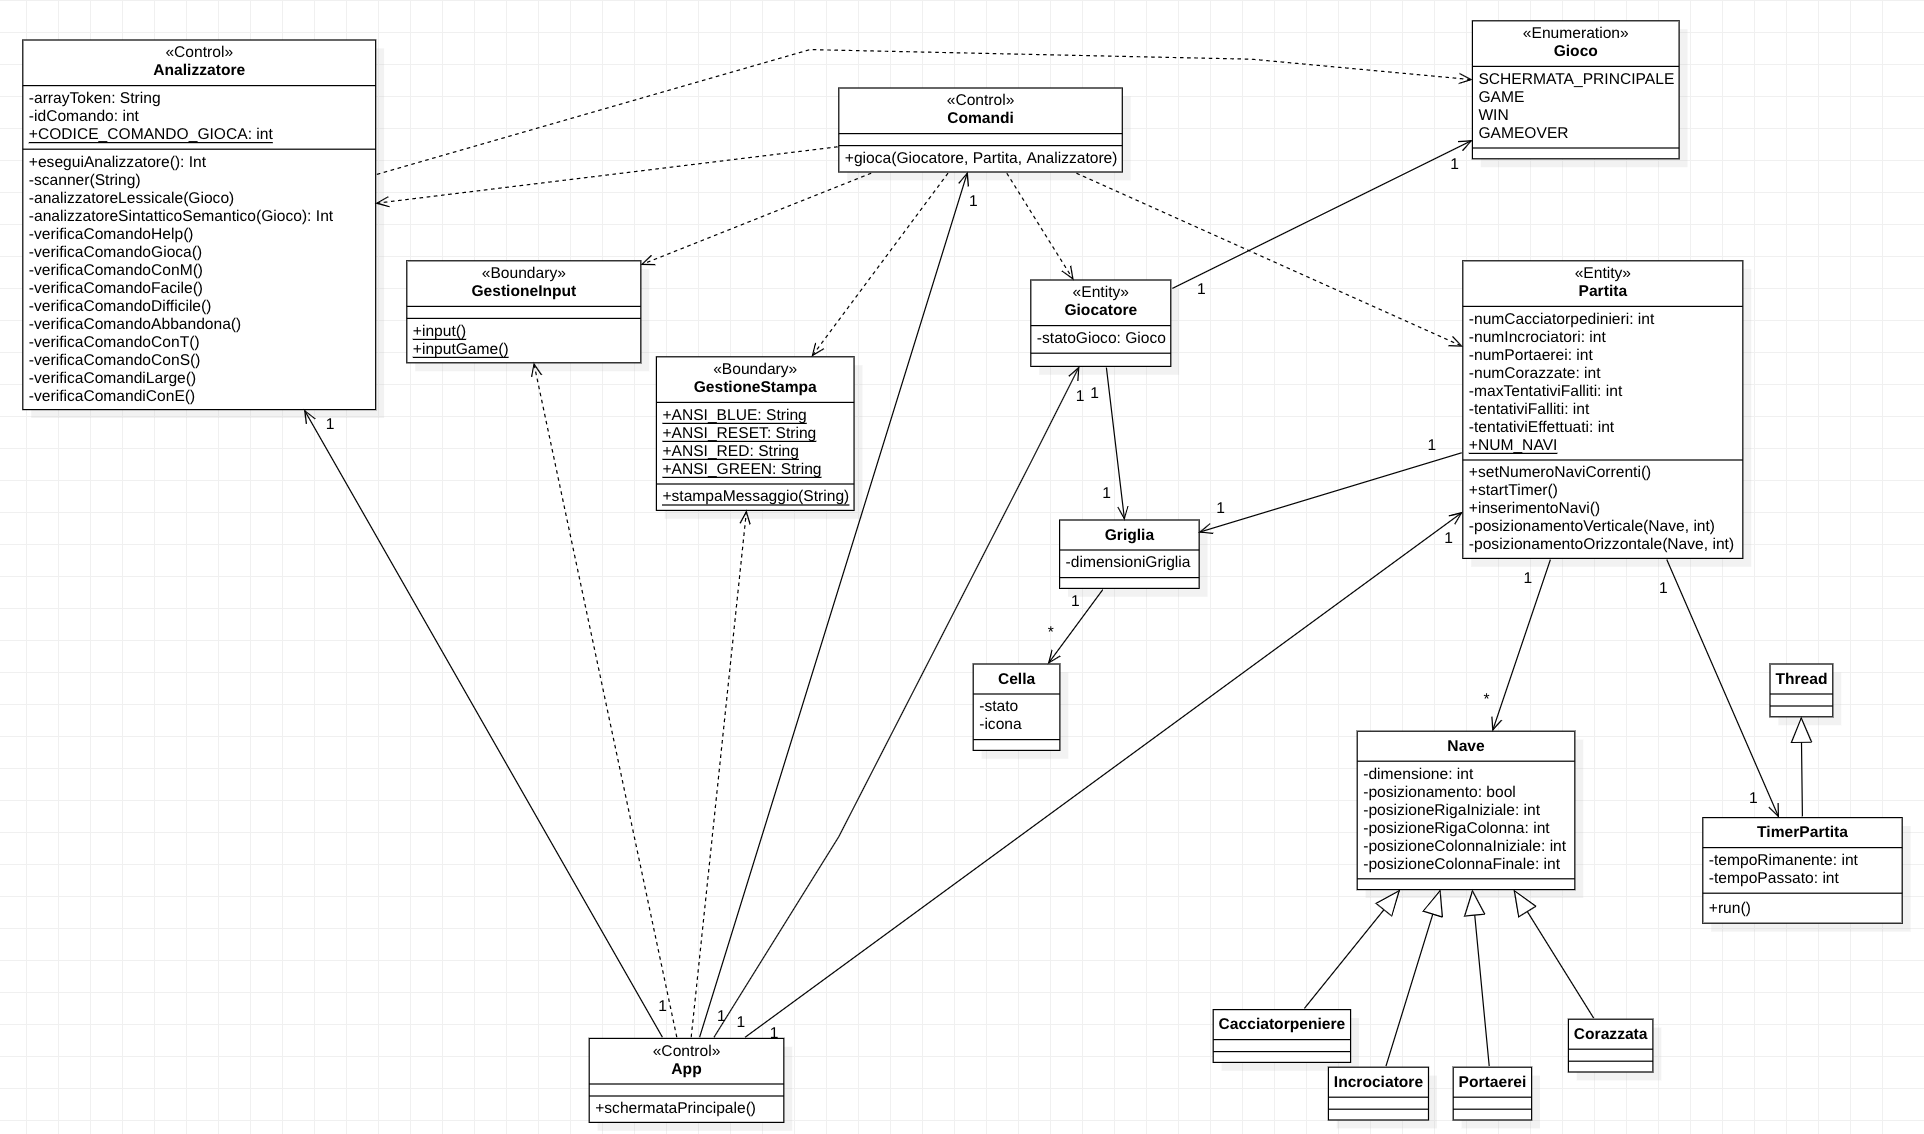 «Control»
Analizzatore
-arrayToken: String
-idComando: int
+CODICE_COMANDO_GIOCA: int
+eseguiAnalizzatore(): Int
-scanner(String)
-analizzatoreLessicale(Gioco)
-analizzatoreSintatticoSemantico(Gioco): Int
-verificaComandoHelp()
-verificaComandoGioca()
-verificaComandoConM()
-verificaComandoFacile()
-verificaComandoDifficile()
-verificaComandoAbbandona()
-verificaComandoConT()
-verificaComandoConS()
-verificaComandiLarge()
-verificaComandiConE()
1
«Control»
Comandi
+gioca(Giocatore, Partita, Analizzatore)
1
«Enumeration»
Gioco
SCHERMATA_PRINCIPALE
GAME
WIN
GAMEOVER
1
«Boundary»
GestioneInput
+input()
+inputGame()
«Boundary»
GestioneStampa
+ANSI_BLUE: String
+ANSI_RESET: String
+ANSI_RED: String
+ANSI_GREEN: String
+stampaMessaggio(String)
«Entity»
Giocatore
-statoGioco: Gioco
1
1
1
1
«Entity»
Partita
-numCacciatorpedinieri: int
-numIncrociatori: int
-numPortaerei: int
-numCorazzate: int
-maxTentativiFalliti: int
-tentativiFalliti: int
-tentativiEffettuati: int
+NUM_NAVI
+setNumeroNaviCorrenti()
+startTimer()
+inserimentoNavi()
-posizionamentoVerticale(Nave, int)
-posizionamentoOrizzontale(Nave, int)
1
1
1
1
1
Griglia
-dimensioniGriglia
1
*
Cella
-stato
-icona
*
Nave
-dimensione: int
-posizionamento: bool
-posizioneRigaIniziale: int
-posizioneRigaColonna: int
-posizioneColonnaIniziale: int
-posizioneColonnaFinale: int
Thread
1
TimerPartita
-tempoRimanente: int
-tempoPassato: int
+run()
Cacciatorpeniere
Incrociatore
Portaerei
Corazzata
1
1
1
1
«Control»
App
+schermataPrincipale()